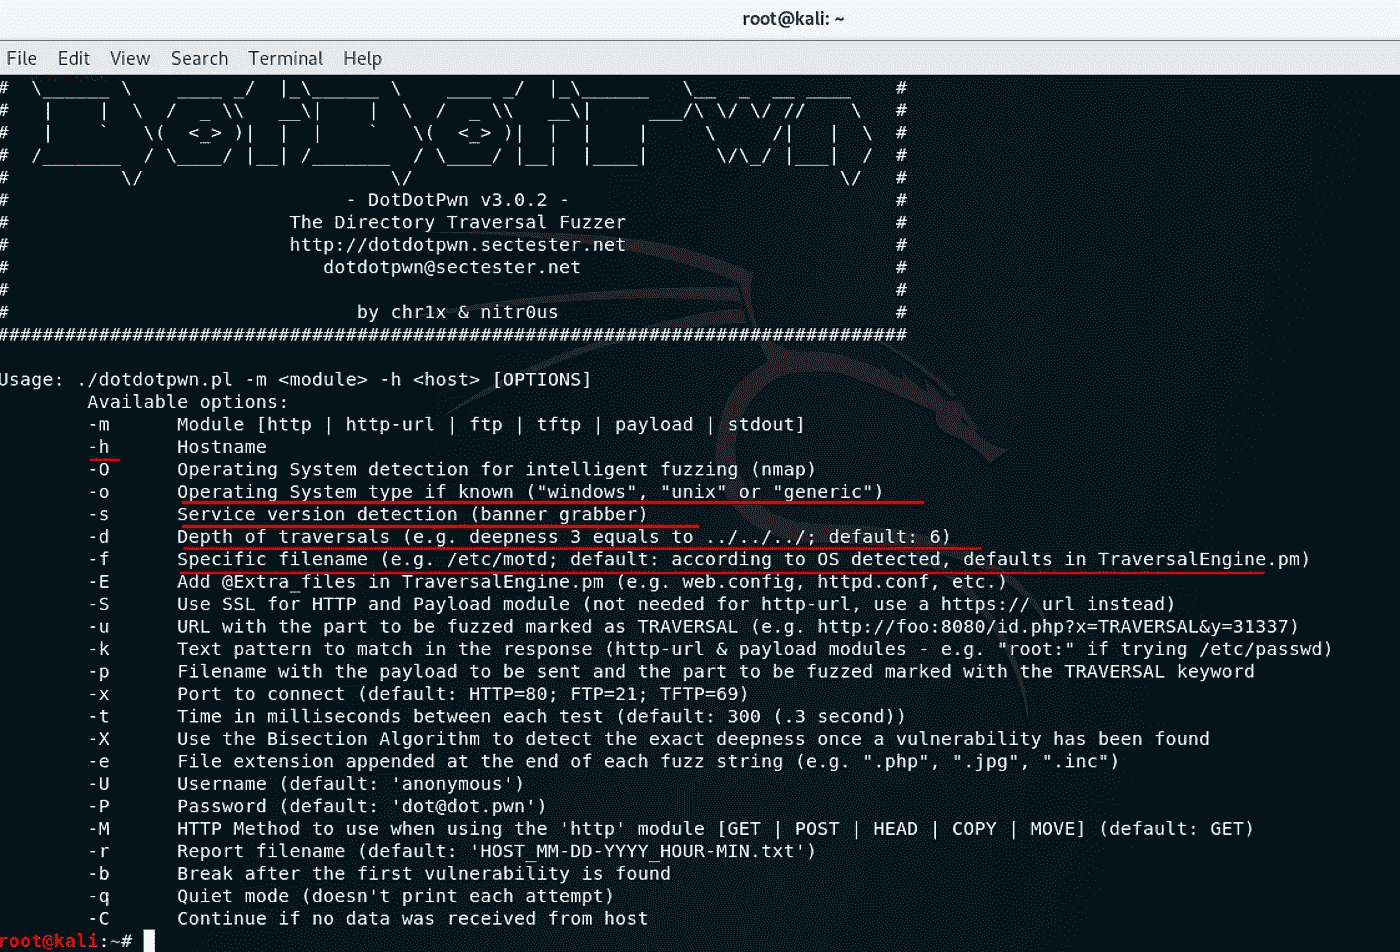 root@kali: ~
File Edit View Search Terminal Help
#  \______ \    ____ _/  |_\______ \    ____ _/  |_\______   \__  _  __ ____    #
#   |    |  \  /  _ \\   __\|    |  \  /  _ \\   __\|     ___/\ \/ \/ //    \   #
#   |    `   \(  <_> )|  |  |    `   \(  <_> )|  |  |    |     \     /|   |  \  #
#  /_______  / \____/ |__| /_______  / \____/ |__|  |____|      \/\_/ |___|  /  #
#          \/                      \/                                      \/   #
# - DotDotPwn v3.0.2 - #
# The Directory Traversal Fuzzer #
# http://dotdotpwn.sectester.net #
# dotdotpwn@sectester.net #
# #
# by chr1x & nitr0us #
#################################################################################
Usage: ./dotdotpwn.pl -m <module> -h <host> [OPTIONS]
Available options:
-m Module [http | http-url | ftp | tftp | payload | stdout]
-h Hostname
-O Operating System detection for intelligent fuzzing (nmap)
-o Operating System type if known ("windows", "unix" or "generic")
-s Service version detection (banner grabber)
-d Depth of traversals (e.g. deepness 3 equals to ../../../; default: 6)
-f Specific filename (e.g. /etc/motd; default: according to OS detected, defaults in TraversalEngine.pm)
-E Add @Extra_files in TraversalEngine.pm (e.g. web.config, httpd.conf, etc.)
-S Use SSL for HTTP and Payload module (not needed for http-url, use a https:// url instead)
-u URL with the part to be fuzzed marked as TRAVERSAL (e.g. http://foo:8080/id.php?x=TRAVERSAL&y=31337)
-k Text pattern to match in the response (http-url & payload modules - e.g. "root:" if trying /etc/passwd)
-p Filename with the payload to be sent and the part to be fuzzed marked with the TRAVERSAL keyword
-x Port to connect (default: HTTP=80; FTP=21; TFTP=69)
-t Time in milliseconds between each test (default: 300 (.3 second))
-X Use the Bisection Algorithm to detect the exact deepness once a vulnerability has been found
-e File extension appended at the end of each fuzz string (e.g. ".php", ".jpg", ".inc")
-U Username (default: 'anonymous')
-P Password (default: 'dot@dot.pwn')
-M HTTP Method to use when using the 'http' module [GET | POST | HEAD | COPY | MOVE] (default: GET)
-r Report filename (default: 'HOST_MM-DD-YYYY_HOUR-MIN.txt')
-b Break after the first vulnerability is found
-q Quiet mode (doesn't print each attempt)
-C Continue if no data was received from host
root@kali:~#